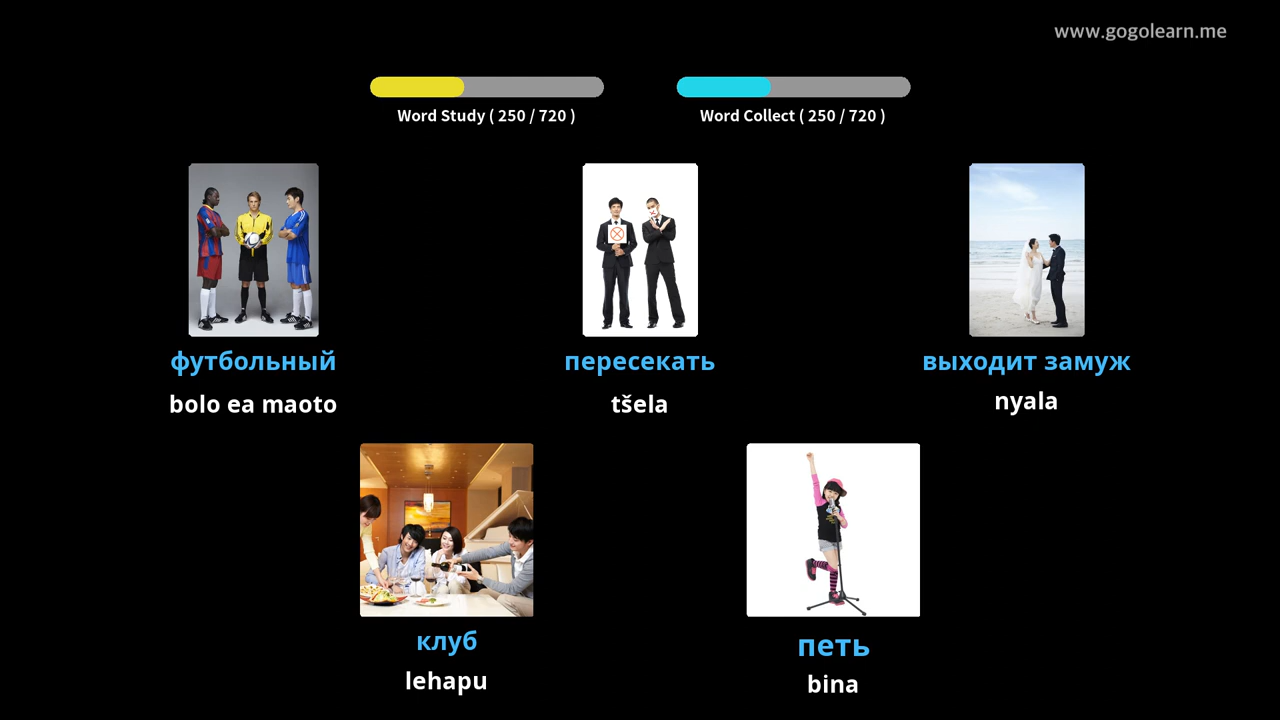 www.gogolearn.me
Word Study ( 250 / 720 )
Word Collect ( 250 / 720 )
футбольный
bolo ea maoto
пересекать
tšela
выходит замуж
nyala
клуб
lehapu
петь
bina